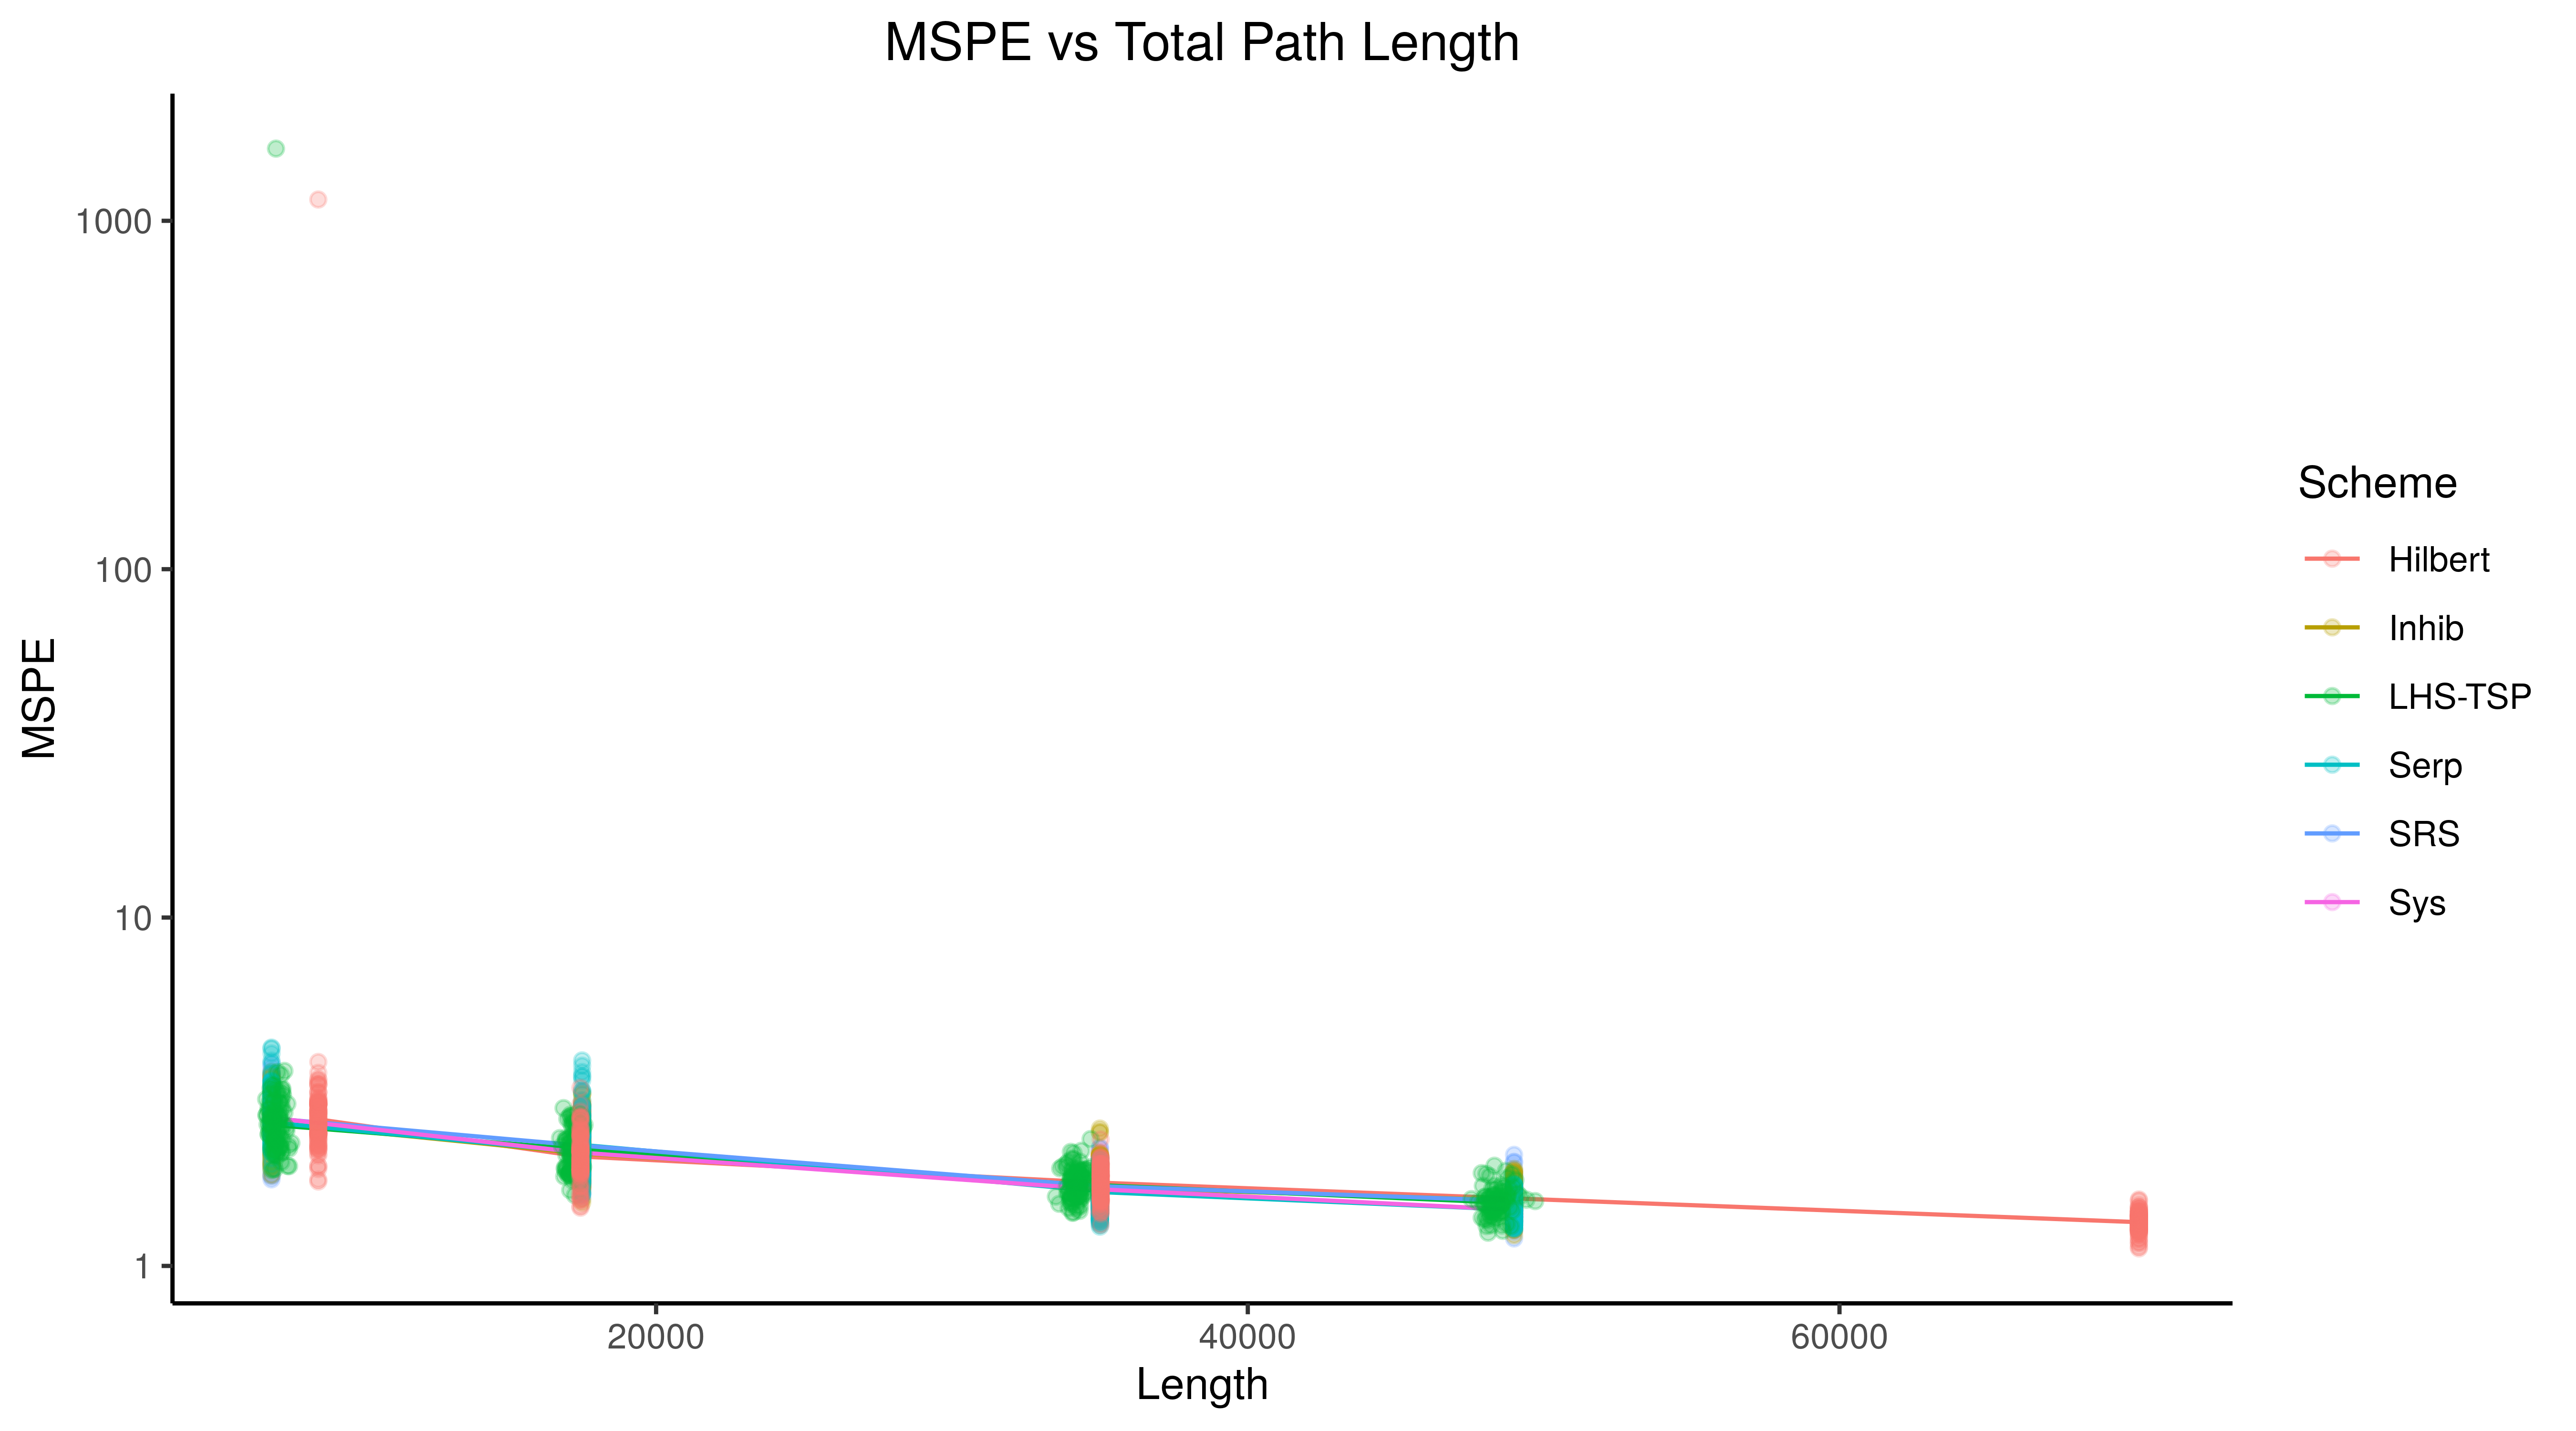 MSPE vs Total Path Length
1000
100
10
1
MSPE
20000
40000
60000
Length
Scheme
Hilbert
Inhib
LHS-TSP
Serp
SRS
Sys